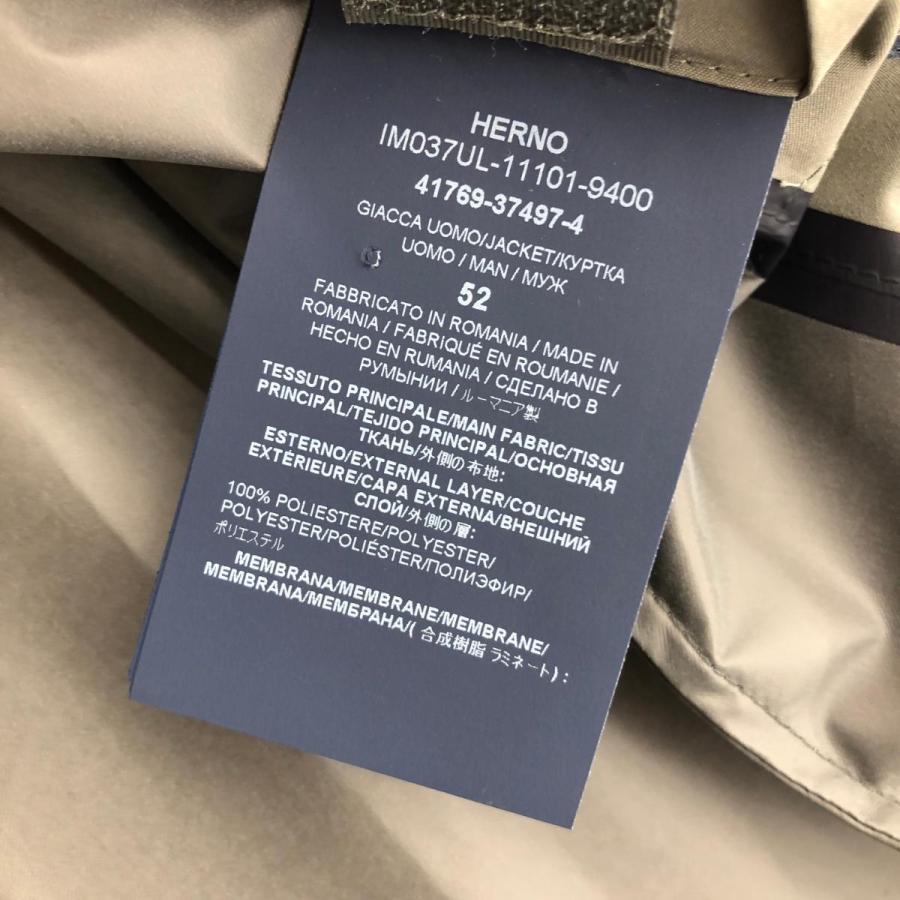 HERNO
IM037UL-11101-9400
41769-37497-4
GIACCA UOMO/JACKET/КУРТКА
UOMO / MAN / МУЖ
52
FABBRICATO IN ROMANIA / MADE IN
ROMANIA / FABRIQUÉ EN ROUMANIE /
HECHO EN RUMANIA / СДЕЛАНО В
РУМЫНИИ / ルーマニア製
TESSUTO PRINCIPALE/MAIN FABRIC/TISSU
PRINCIPAL/TEJIDO PRINCIPAL/ОСНОВНАЯ
ТКАНЬ/外側の布地:
ESTERNO/EXTERNAL LAYER/COUCHE
EXTÉRIEURE/CAPA EXTERNA/ВНЕШНИЙ
СЛОЙ/外側の層:
100% POLIESTERE/POLYESTER/
POLYESTER/POLIÉSTER/ПОЛИЭФИР/
ポリエステル
MEMBRANA/MEMBRANE/MEMBRANE/
MEMBRANA/МЕМБРАНА/( 合成樹脂 ラミネート) :